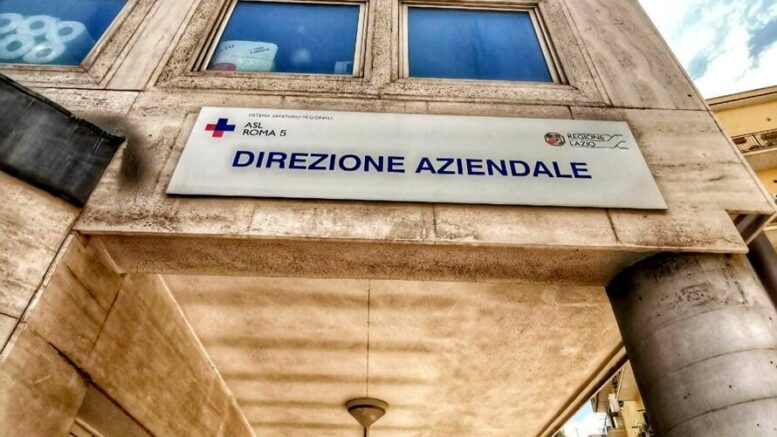 SISTEMA SANITARIO REGIONALE
ASL
ROMA 5
REGIONE
LAZIO
DIREZIONE AZIENDALE